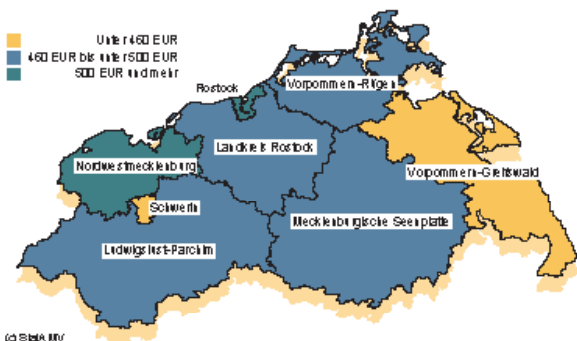 Unter 460 EUR
460 EUR bis unter 500 EUR
500 EUR und mehr
Rostock
Vorpommern-Rügen
Landkreis Rostock
Nordwestmecklenburg
Vorpommern-Greifswald
Schwerin
Mecklenburgische Seenplatte
Ludwigslust-Parchim
(c) StatA MV